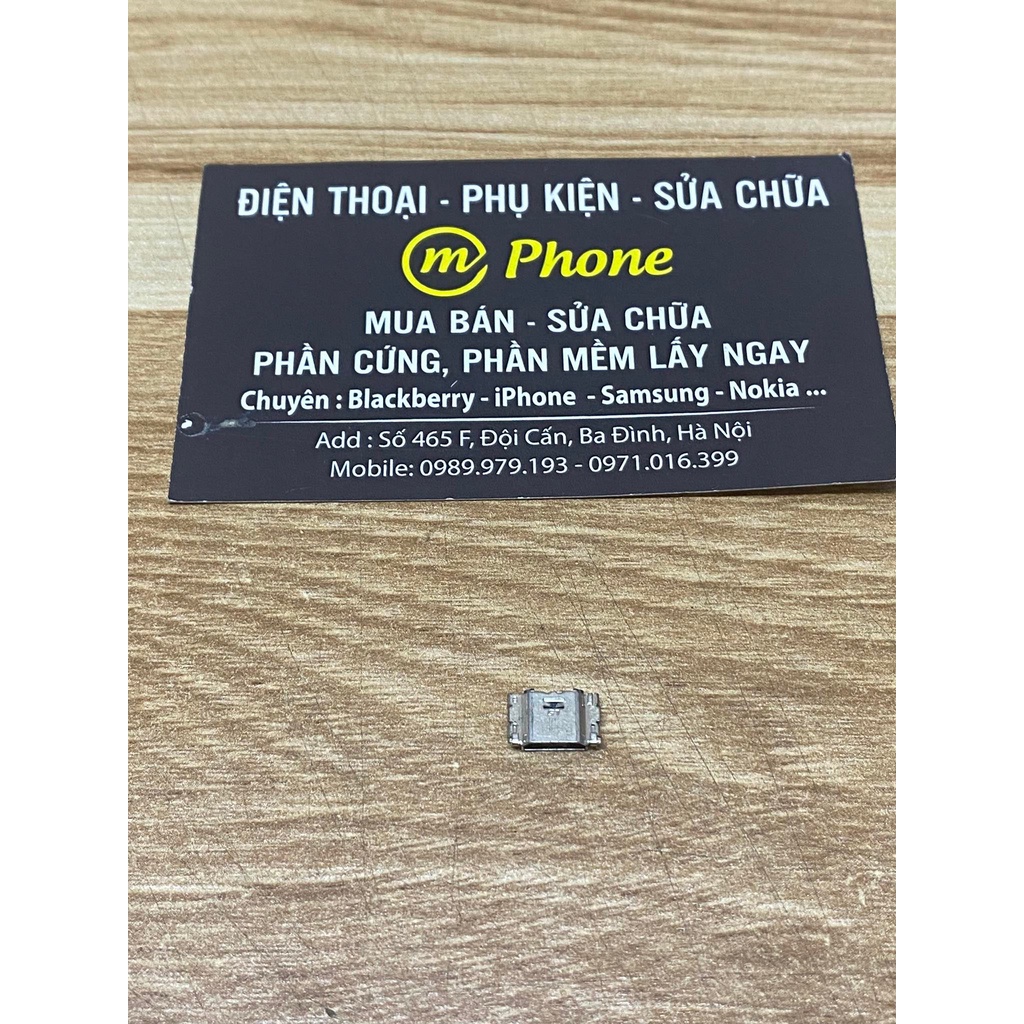 ĐIỆN THOẠI - PHỤ KIỆN - SỬA CHỮA
m Phone
MUA BÁN - SỬA CHỮA
PHẦN CỨNG, PHẦN MỀM LẤY NGAY
Chuyên : Blackberry - iPhone - Samsung - Nokia ...
Add : Số 465 F, Đội Cấn, Ba Đình, Hà Nội
Mobile: 0989.979.193 - 0971.016.399